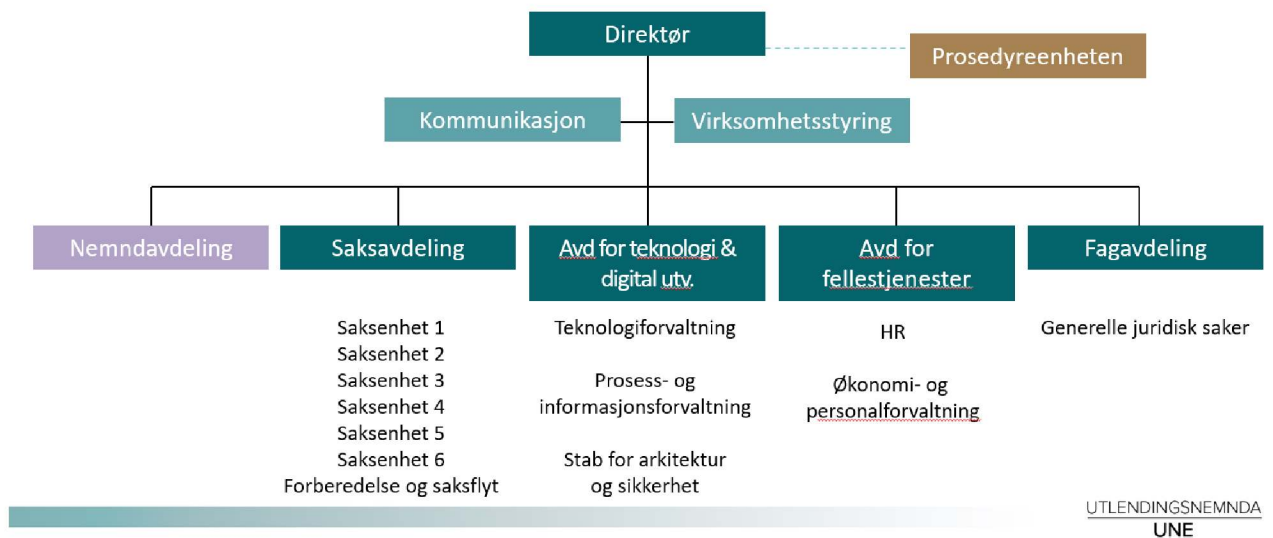 Direktør
Prosedyreenheten
Kommunikasjon
Virksomhetsstyring
Nemndavdeling
Saksavdeling
Avd for teknologi &
digital utv.
Avd for
fellestjenester
Fagavdeling
Saksenhet 1
Saksenhet 2
Saksenhet 3
Saksenhet 4
Saksenhet 5
Saksenhet 6
Forberedelse og saksflyt
Teknologiforvaltning
Prosess- og
informasjonsforvaltning
Stab for arkitektur
og sikkerhet
HR
Økonomi- og
personalforvaltning
Generelle juridisk saker
UTLENDINGSNEMNDA
UNE